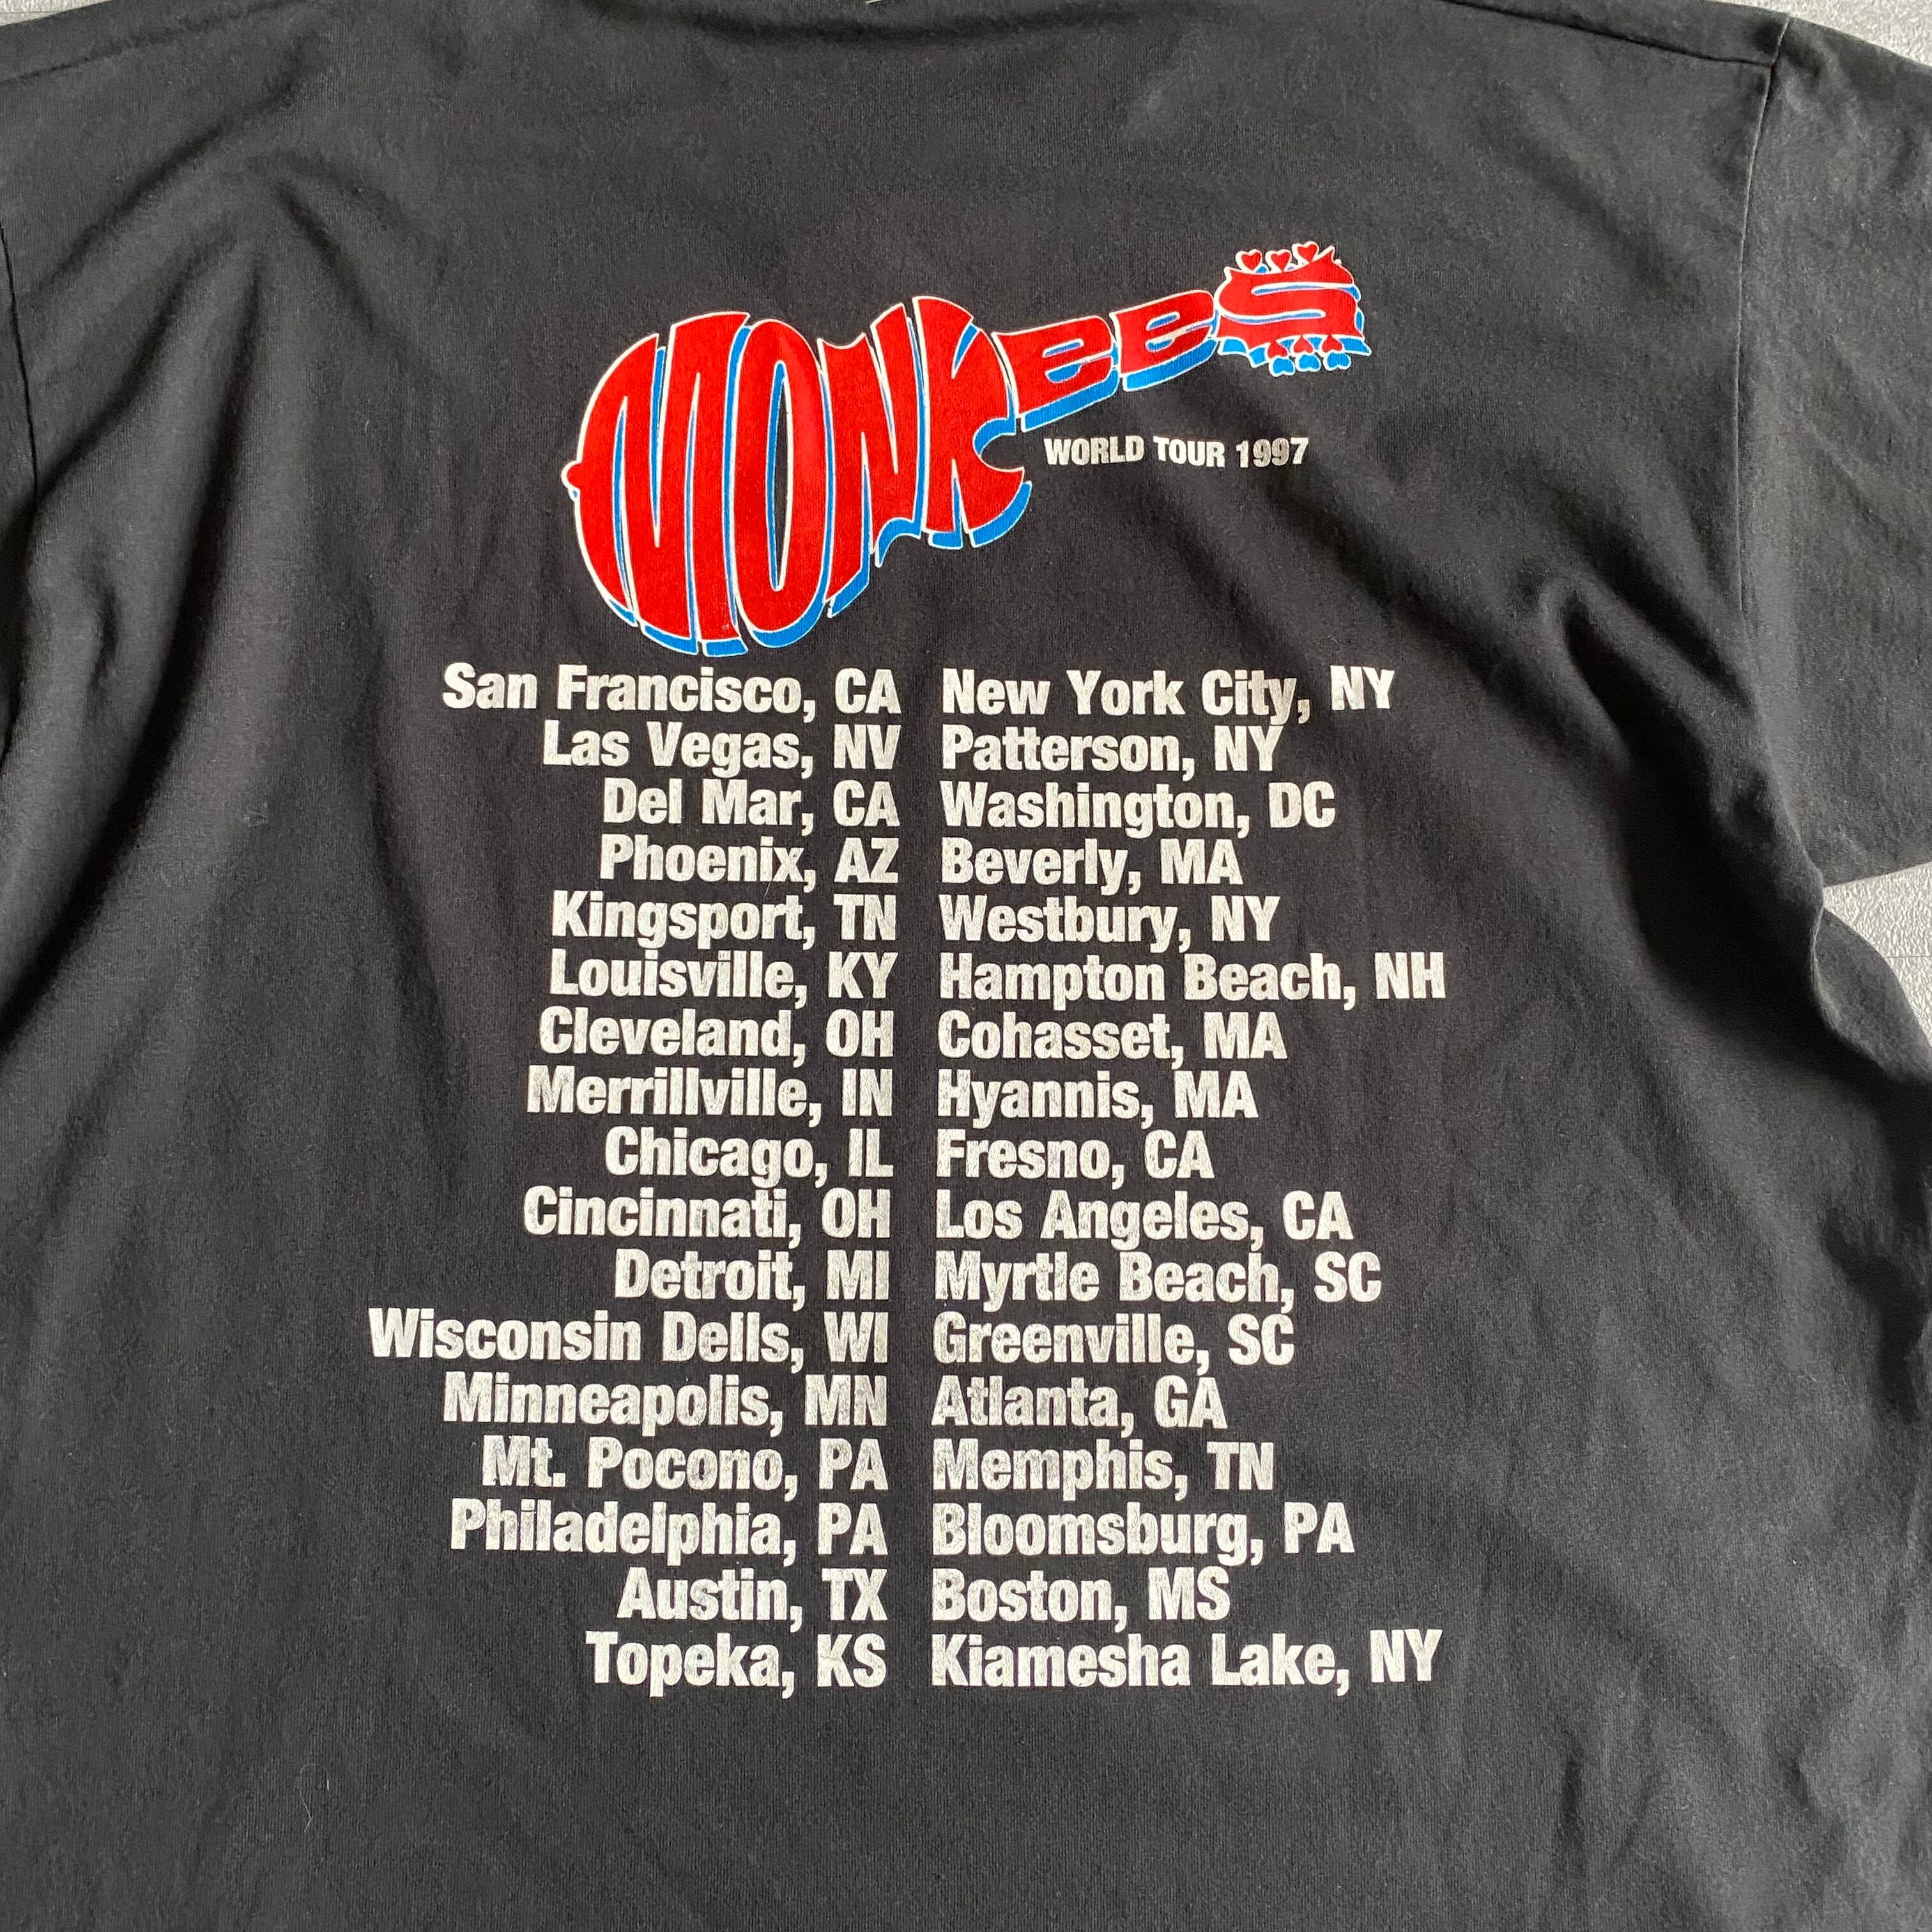 MONKEES
WORLD TOUR 1997
San Francisco, CA New York City, NY
Las Vegas, NV Patterson, NY
Del Mar, CA Washington, DC
Phoenix, AZ Beverly, MA
Kingsport, TN Westbury, NY
Louisville, KY Hampton Beach, NH
Cleveland, OH Cohasset, MA
Merrillville, IN Hyannis, MA
Chicago, IL Fresno, CA
Cincinnati, OH Los Angeles, CA
Detroit, MI Myrtle Beach, SC
Wisconsin Dells, WI Greenville, SC
Minneapolis, MN Atlanta, GA
Mt. Pocono, PA Memphis, TN
Philadelphia, PA Bloomsburg, PA
Austin, TX Boston, MS
Topeka, KS Kiamesha Lake, NY